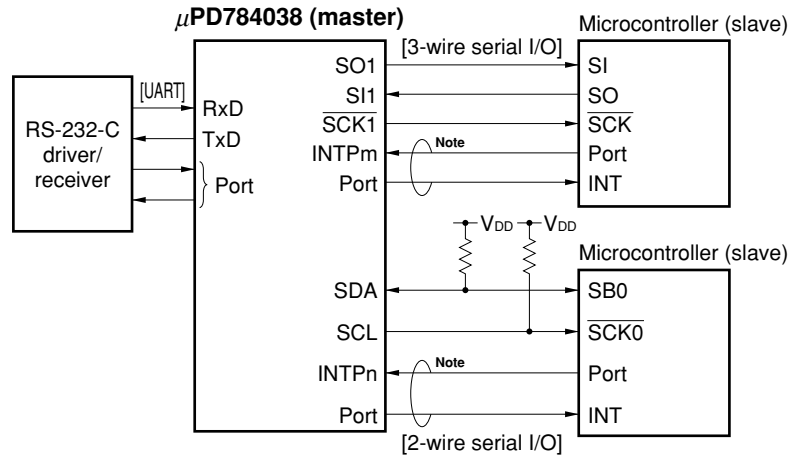 μPD784038 (master)
Microcontroller (slave)
[3-wire serial I/O]
SO1
SI
[UART]
SI1
SO
RxD
SCK1
SCK
RS-232-C
driver/
receiver
TxD
INTPm
Note
Port
Port
Port
INT
VDD
VDD
Microcontroller (slave)
SDA
SB0
SCL
SCK0
INTPn
Note
Port
Port
INT
[2-wire serial I/O]